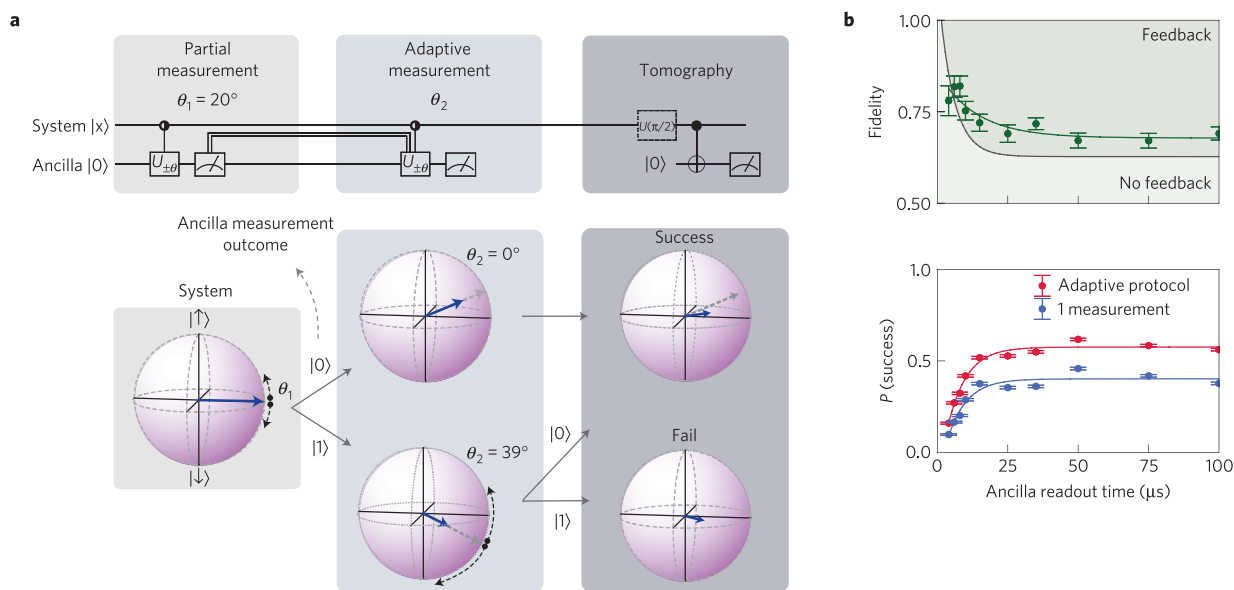 a
Partial
measurement
θ₁ = 20°
Adaptive
measurement
θ₂
Tomography
System |x⟩
U(π/2)
Ancilla |0⟩
U±θ
U±θ
|0⟩
Ancilla measurement
outcome
System
|↑⟩
θ₁
|↓⟩
|0⟩
|1⟩
θ₂ = 0°
θ₂ = 39°
|0⟩
|1⟩
Success
Fail
b
1.00
0.75
0.50
Fidelity
Feedback
No feedback
1.0
0.5
0.0
P (success)
Adaptive protocol
1 measurement
0
25
50
75
100
Ancilla readout time (μs)